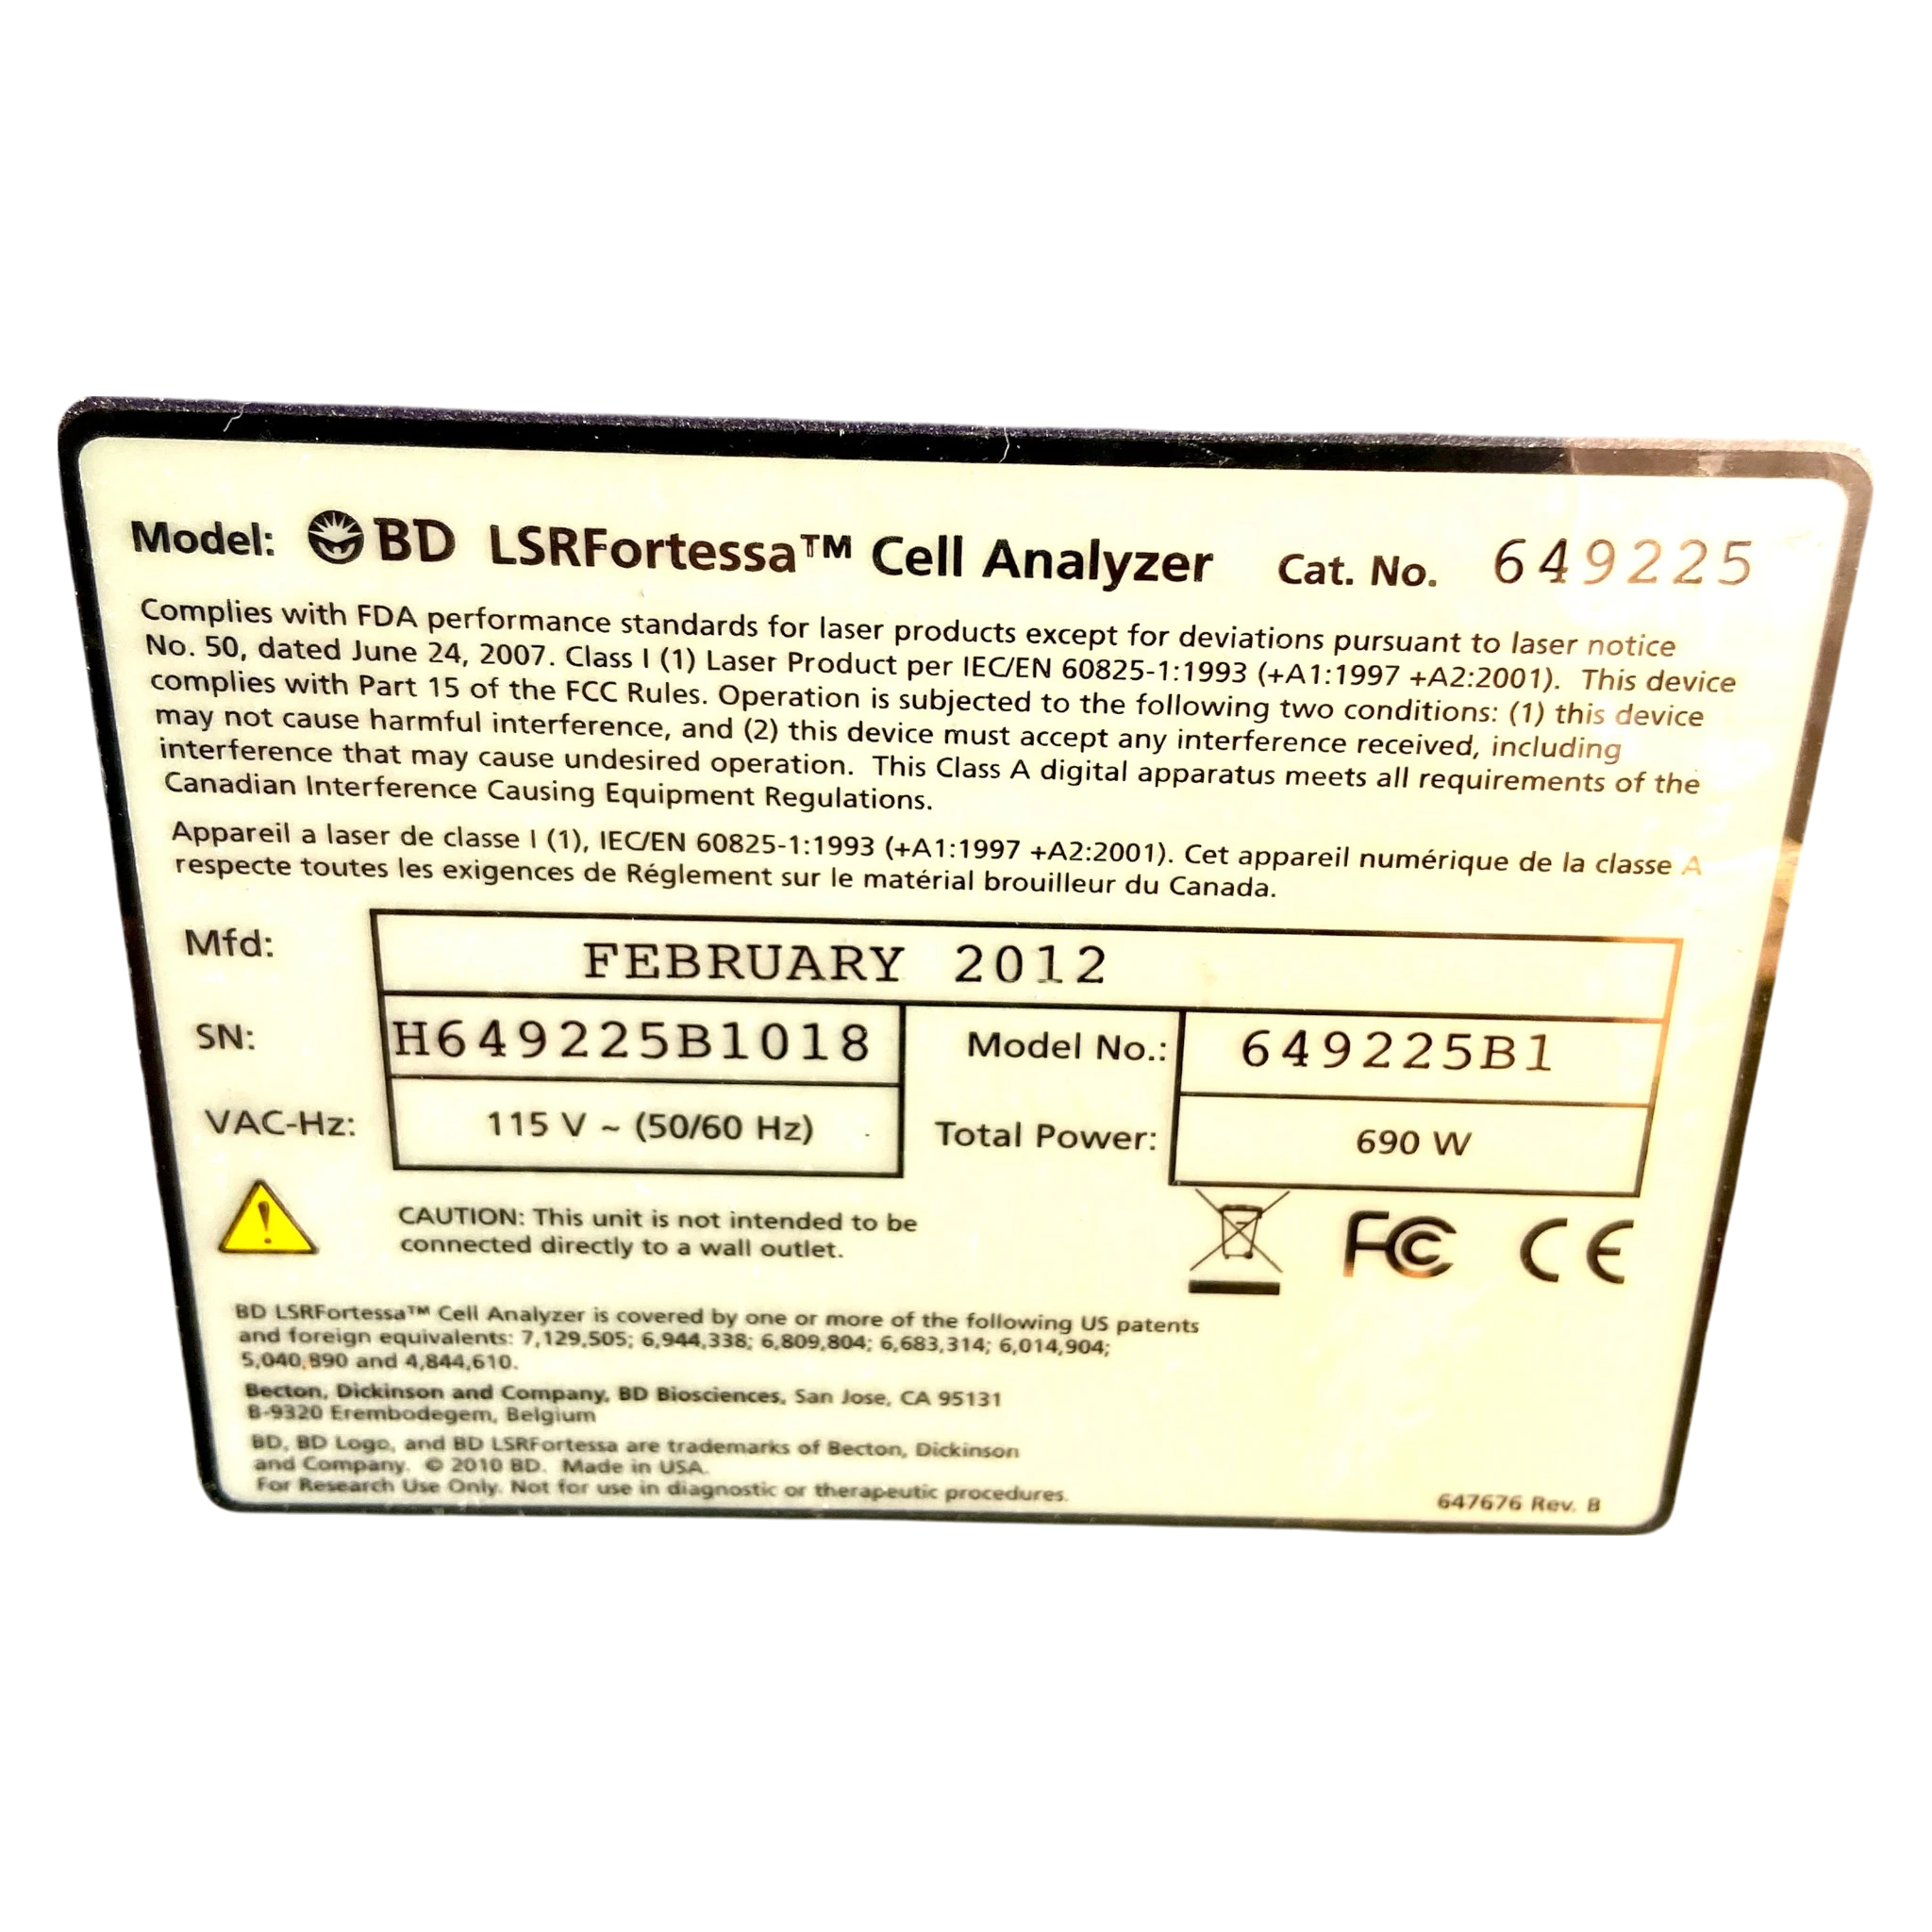 Model: BD LSRFortessa™ Cell Analyzer Cat. No. 649225
Complies with FDA performance standards for laser products except for deviations pursuant to laser notice
No. 50, dated June 24, 2007. Class I (1) Laser Product per IEC/EN 60825-1:1993 (+A1:1997 +A2:2001). This device
complies with Part 15 of the FCC Rules. Operation is subjected to the following two conditions: (1) this device
may not cause harmful interference, and (2) this device must accept any interference received, including
interference that may cause undesired operation. This Class A digital apparatus meets all requirements of the
Canadian Interference Causing Equipment Regulations.
Appareil a laser de classe I (1), IEC/EN 60825-1:1993 (+A1:1997 +A2:2001). Cet appareil numérique de la classe A
respecte toutes les exigences de Réglement sur le matérial brouilleur du Canada.
Mfd: FEBRUARY 2012
SN: H649225B1018 Model No.: 649225B1
VAC-Hz: 115 V ~ (50/60 Hz) Total Power: 690 W
CAUTION: This unit is not intended to be
connected directly to a wall outlet.
FC CE
BD LSRFortessa™ Cell Analyzer is covered by one or more of the following US patents
and foreign equivalents: 7,129,505; 6,944,338; 6,809,804; 6,683,314; 6,014,904;
5,040,890 and 4,844,610.
Becton, Dickinson and Company, BD Biosciences, San Jose, CA 95131
B-9320 Erembodegem, Belgium
BD, BD Logo, and BD LSRFortessa are trademarks of Becton, Dickinson
and Company. © 2010 BD. Made in USA.
For Research Use Only. Not for use in diagnostic or therapeutic procedures.
647676 Rev. B